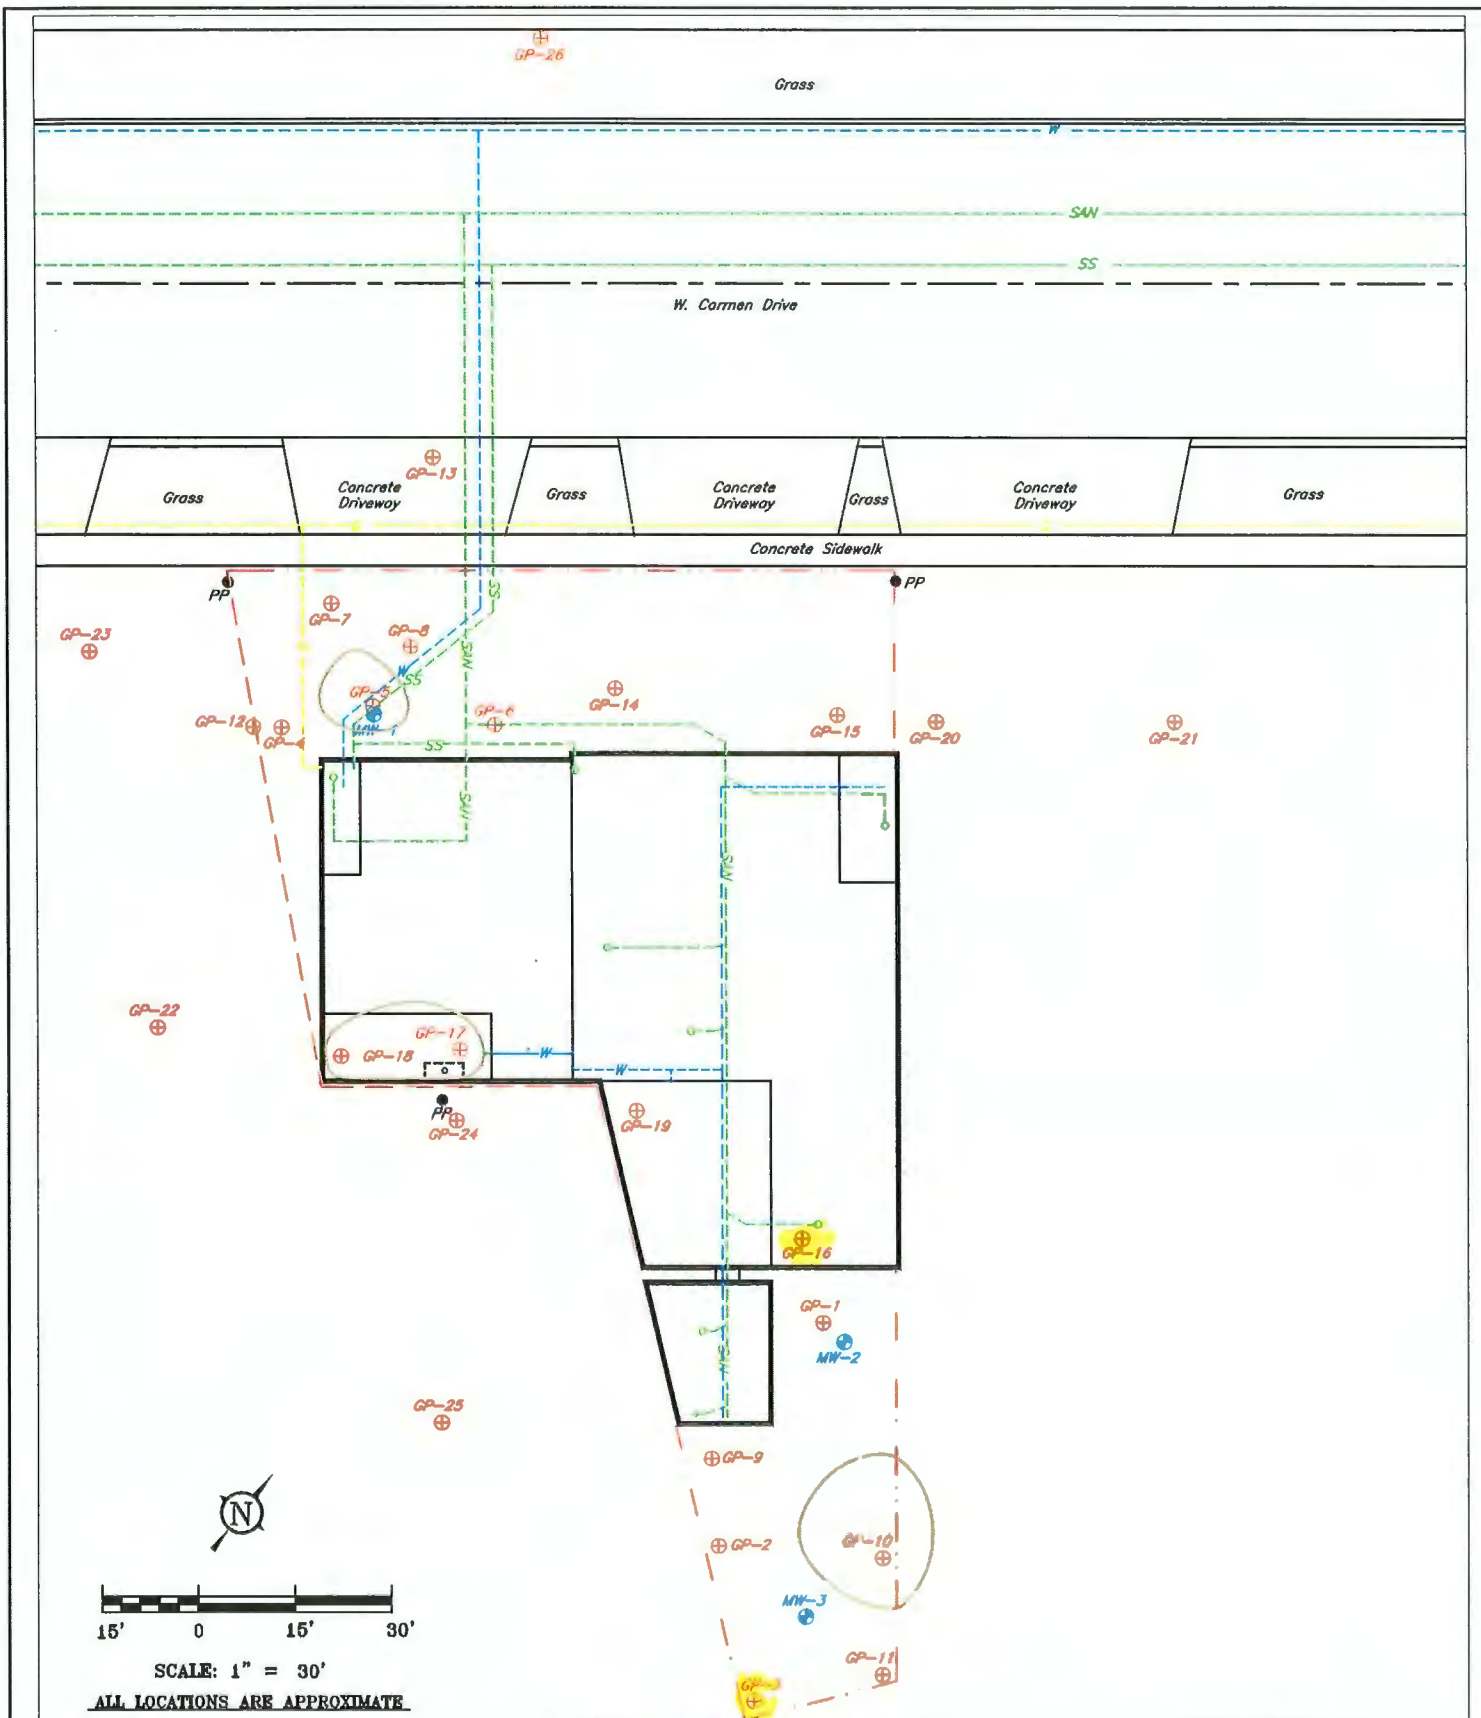 GP-26
Grass
W
SAN
SS
W. Carmen Drive
GP-13
Grass
Concrete
Driveway
Grass
Concrete
Driveway
Grass
Concrete
Driveway
Grass
Concrete Sidewalk
PP
PP
GP-7
SS
GP-23
GP-8
SAN
W
SS
GP-5
GP-14
GP-6
GP-12
GP-4
MW-1
GP-15
GP-20
GP-21
SS
SAN
SAN
GP-22
GP-17
GP-18
W
W
PP
GP-24
GP-19
GP-16
GP-1
MW-2
SAN
GP-25
GP-9
N
GP-2
GP-10
MW-3
15' 0 15' 30'
GP-11
SCALE: 1" = 30'
GP-3
ALL LOCATIONS ARE APPROXIMATE